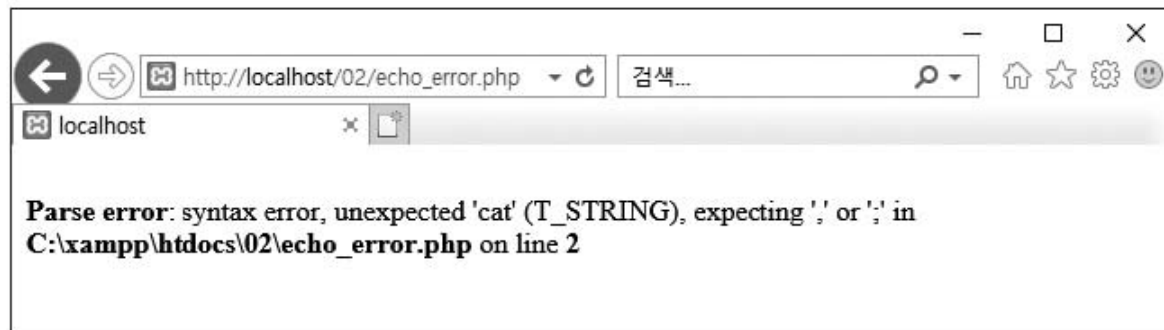 http://localhost/02/echo_error.php
검색...
localhost
Parse error: syntax error, unexpected 'cat' (T_STRING), expecting ',' or ';' in
C:\xampp\htdocs\02\echo_error.php on line 2